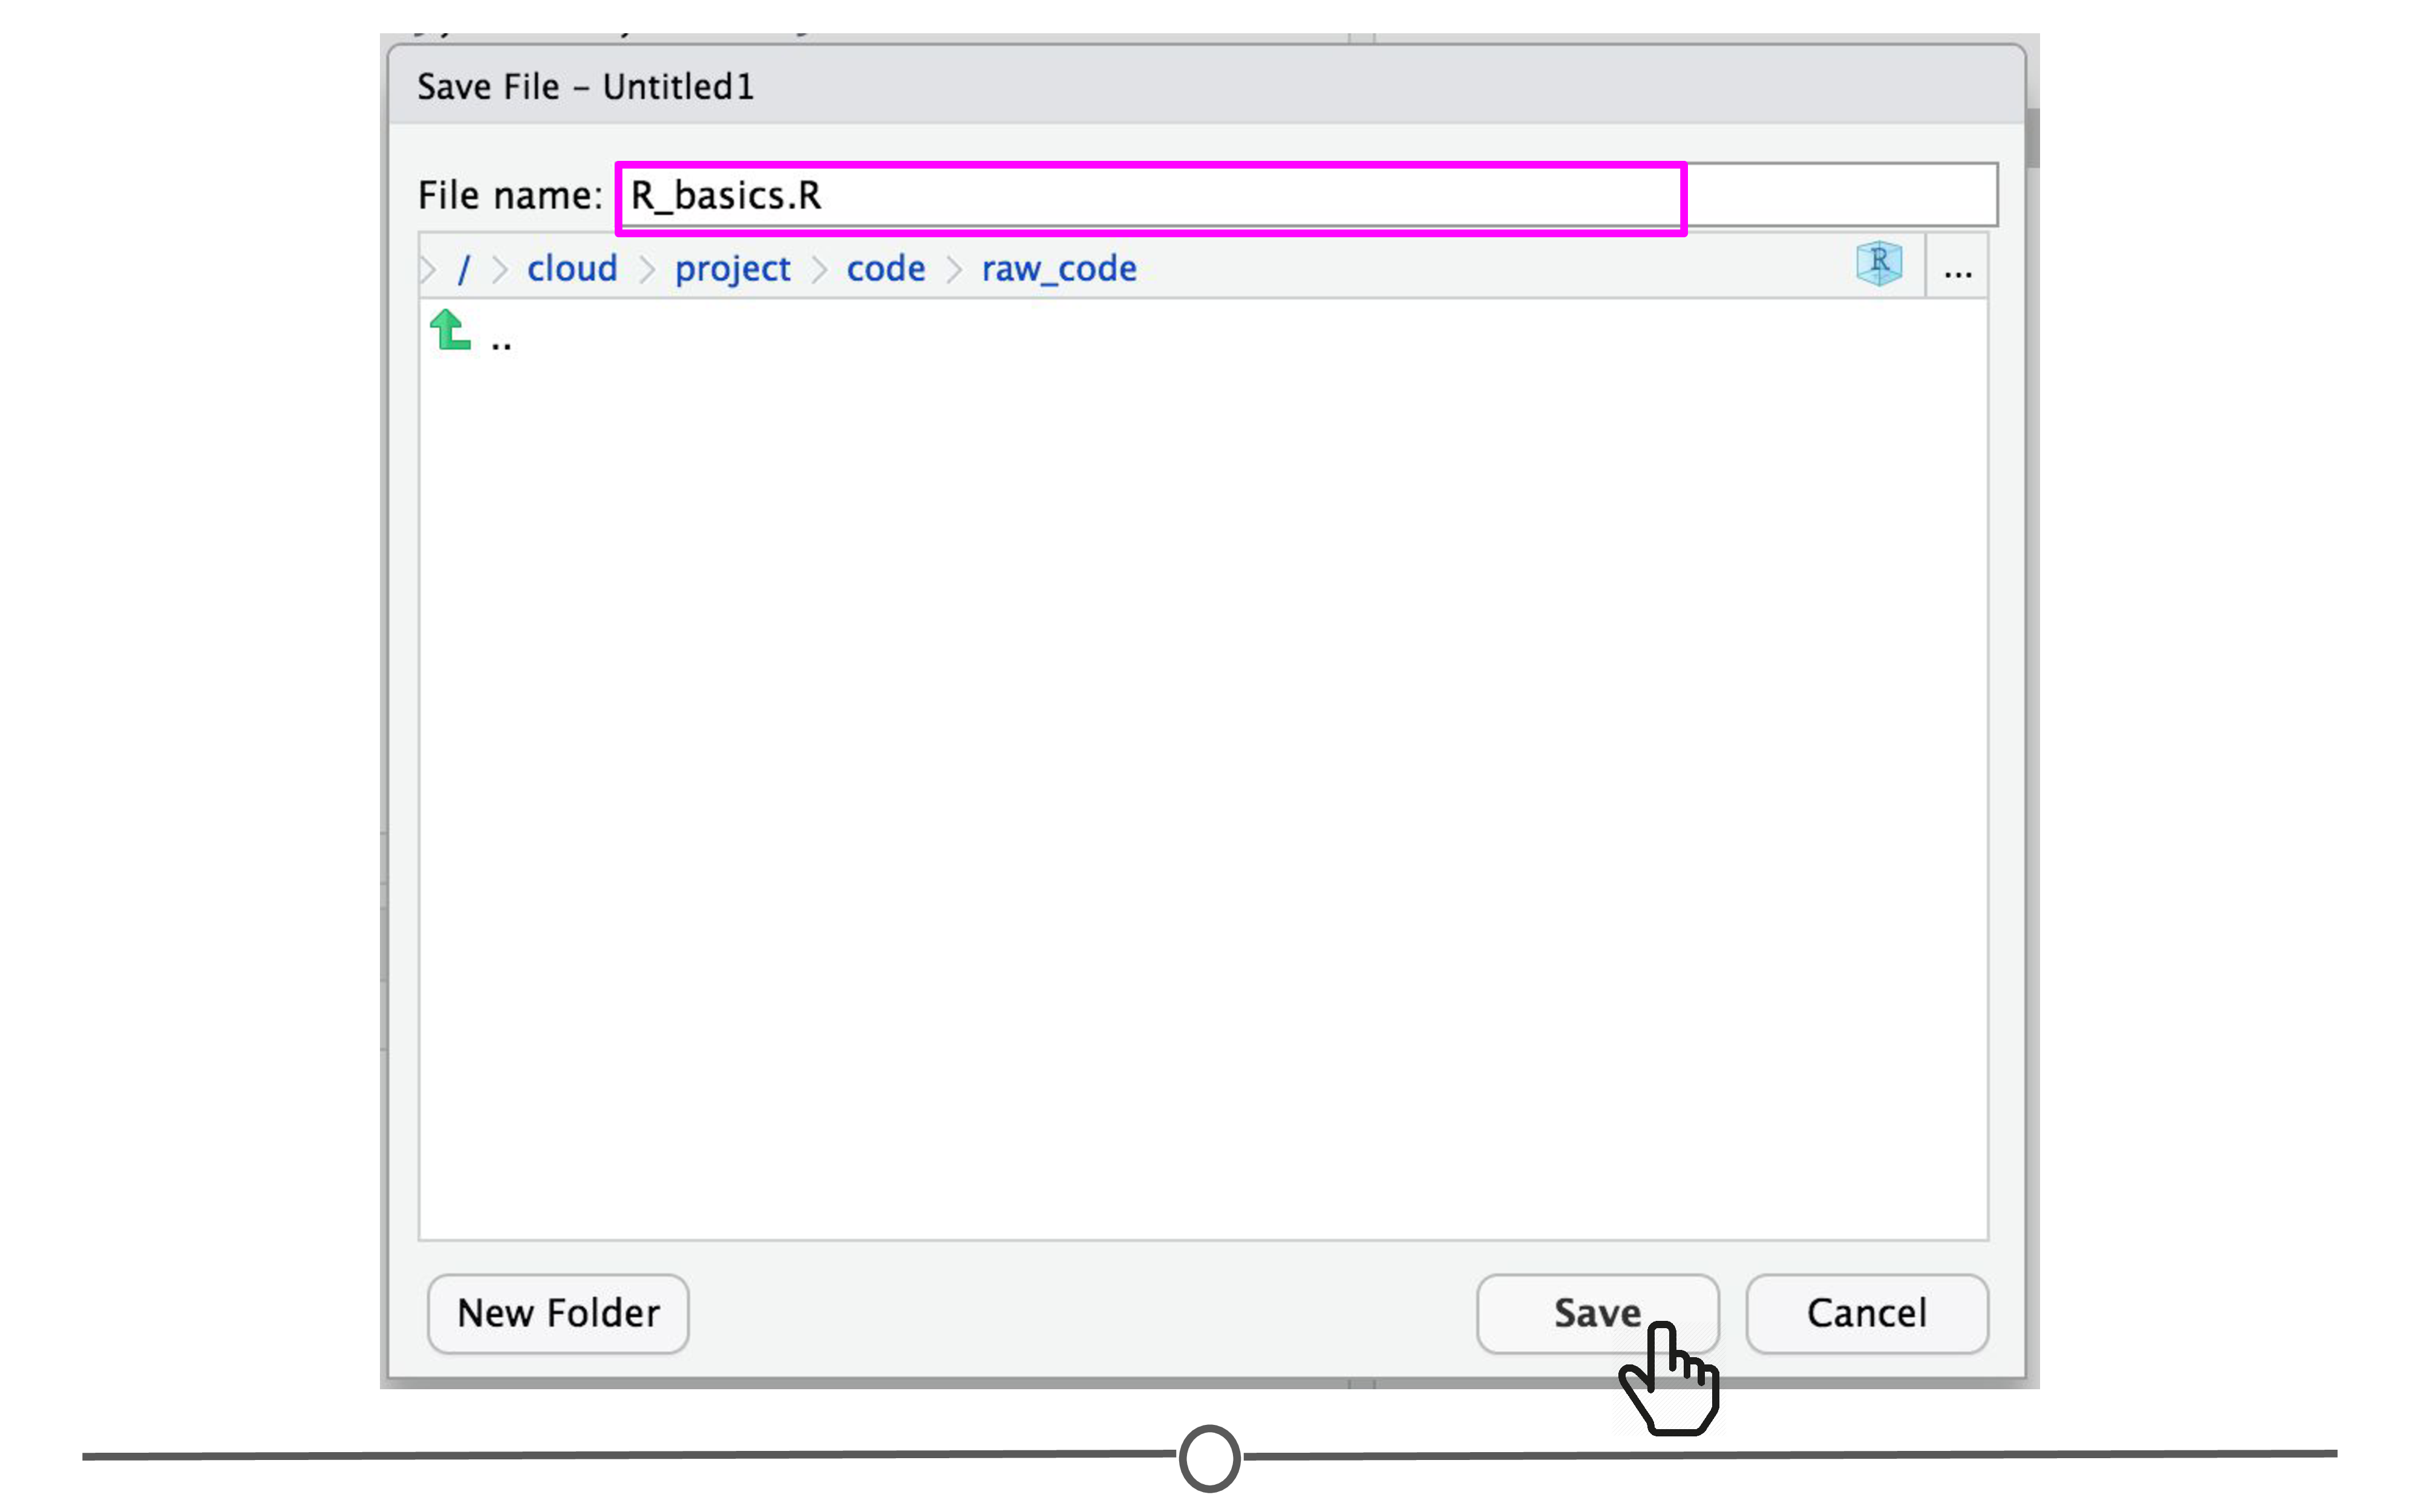 Save File – Untitled1
File name: R_basics.R
/ cloud project code raw_code R ...
..
New Folder Save Cancel